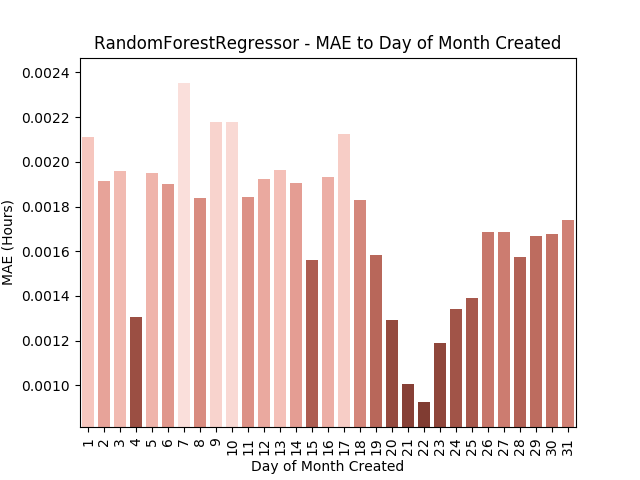 RandomForestRegressor - MAE to Day of Month Created
0.0024
0.0022
0.0020
0.0018
0.0016
0.0014
0.0012
0.0010
MAE (Hours)
1 2 3 4 5 6 7 8 9 10 11 12 13 14 15 16 17 18 19 20 21 22 23 24 25 26 27 28 29 30 31
Day of Month Created